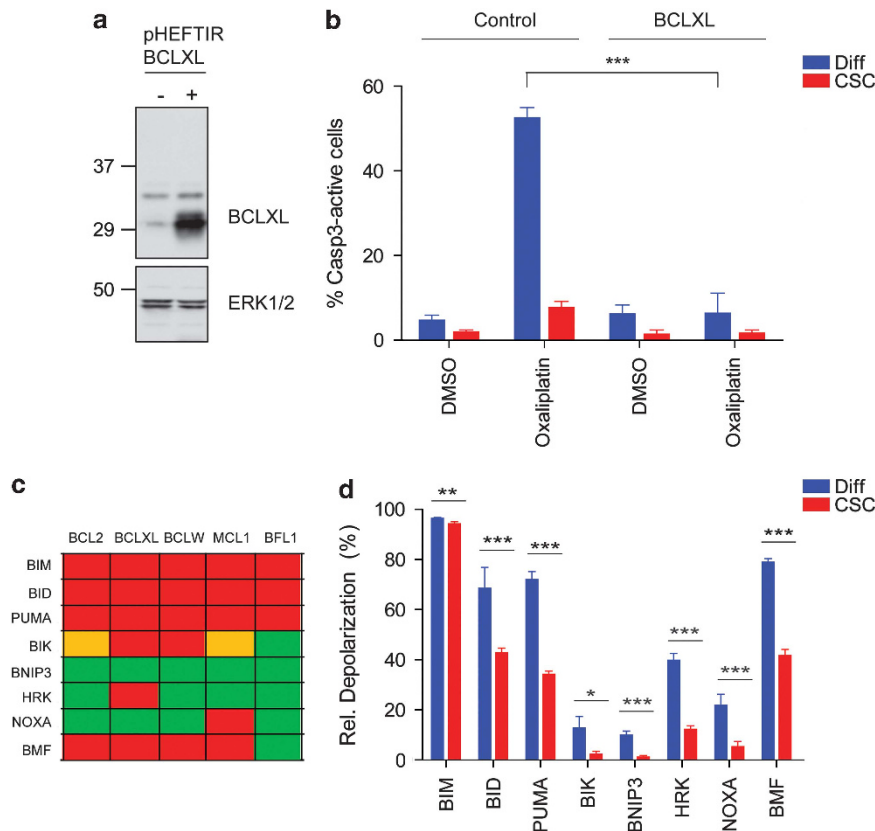 a
pHEFTIR
BCLXL
- +
37
29
BCLXL
50
ERK1/2
b
Control BCLXL
***
Diff
CSC
% Casp3-active cells
60
40
20
0
DMSO
Oxaliplatin
DMSO
Oxaliplatin
c
BCL2 BCLXL BCLW MCL1 BFL1
BIM
BID
PUMA
BIK
BNIP3
HRK
NOXA
BMF
d
Diff
CSC
Rel. Depolarization (%)
100
80
60
40
20
0
** *** *** * *** *** *** ***
BIM
BID
PUMA
BIK
BNIP3
HRK
NOXA
BMF